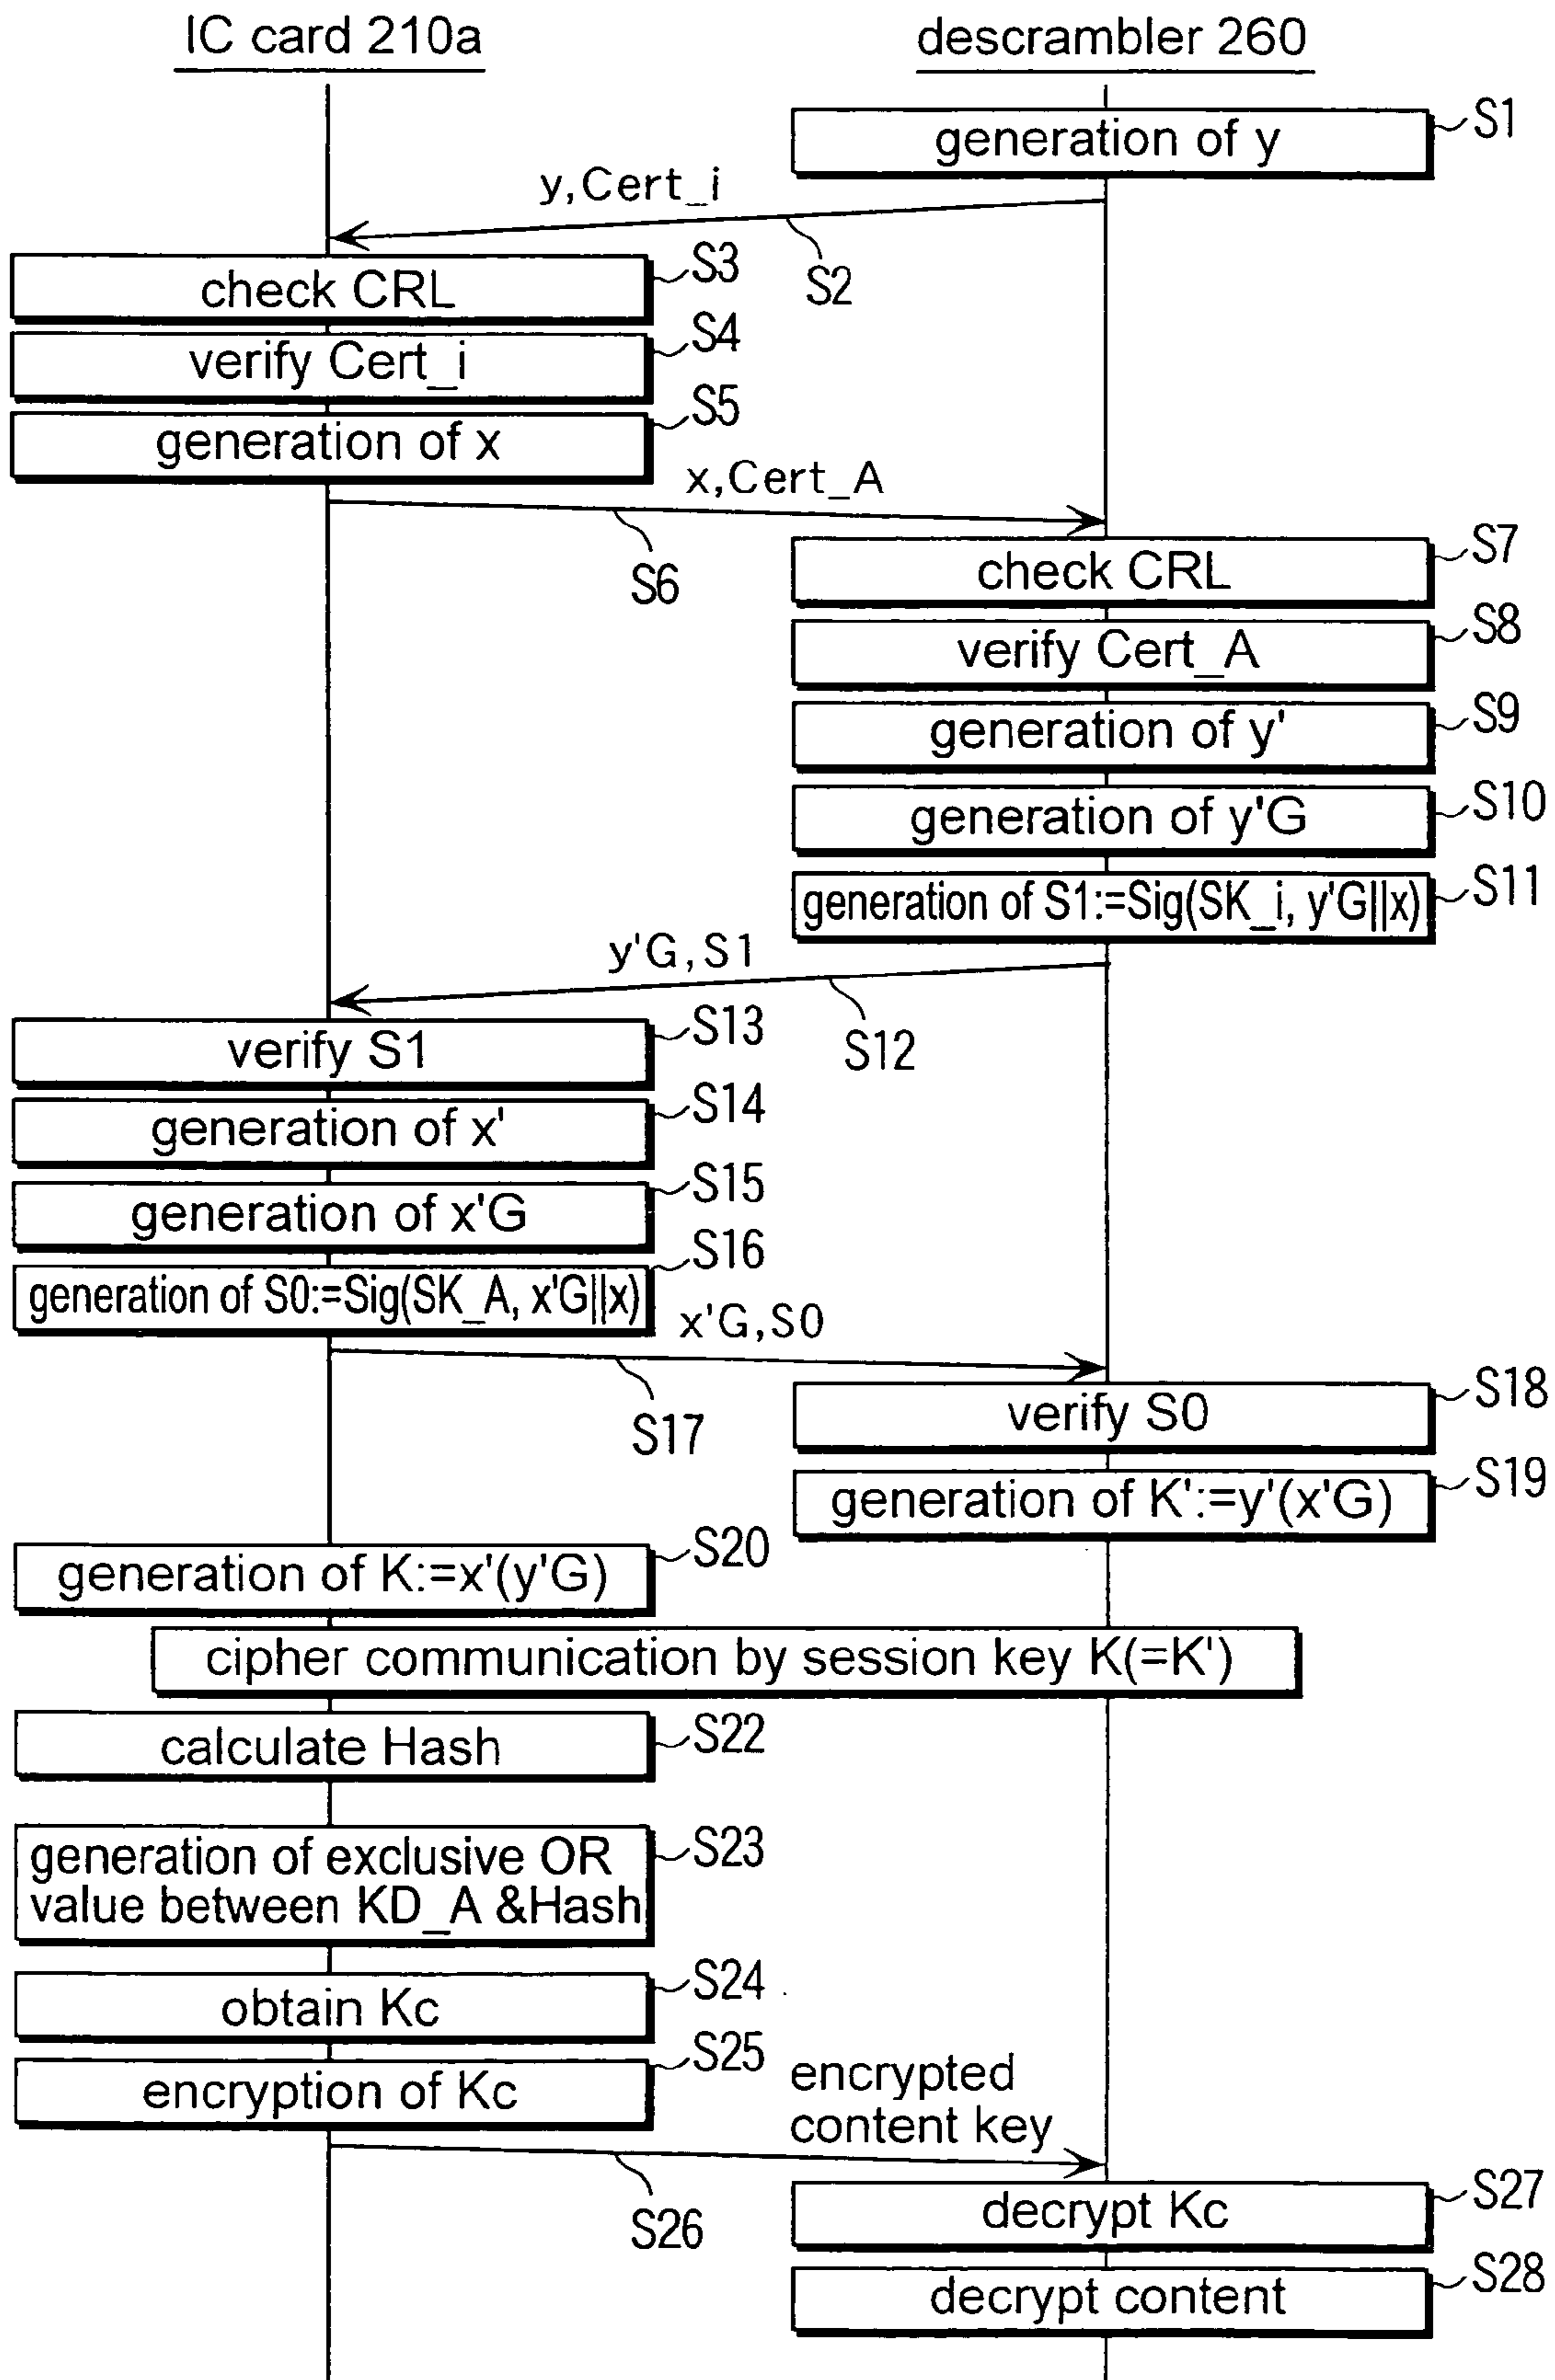 IC card 210a
descrambler 260
generation of y
S1
y,Cert_i
S2
check CRL
S3
verify Cert_i
S4
generation of x
S5
x,Cert_A
S6
check CRL
S7
verify Cert_A
S8
generation of y'
S9
generation of y'G
S10
generation of S1:=Sig(SK_i, y'G||x)
S11
y'G,S1
S12
verify S1
S13
generation of x'
S14
generation of x'G
S15
generation of S0:=Sig(SK_A, x'G||x)
S16
x'G,S0
S17
verify S0
S18
generation of K':=y'(x'G)
S19
generation of K:=x'(y'G)
S20
cipher communication by session key K(=K')
calculate Hash
S22
generation of exclusive OR
value between KD_A &Hash
S23
obtain Kc
S24
encryption of Kc
S25
encrypted
content key
S26
decrypt Kc
S27
decrypt content
S28